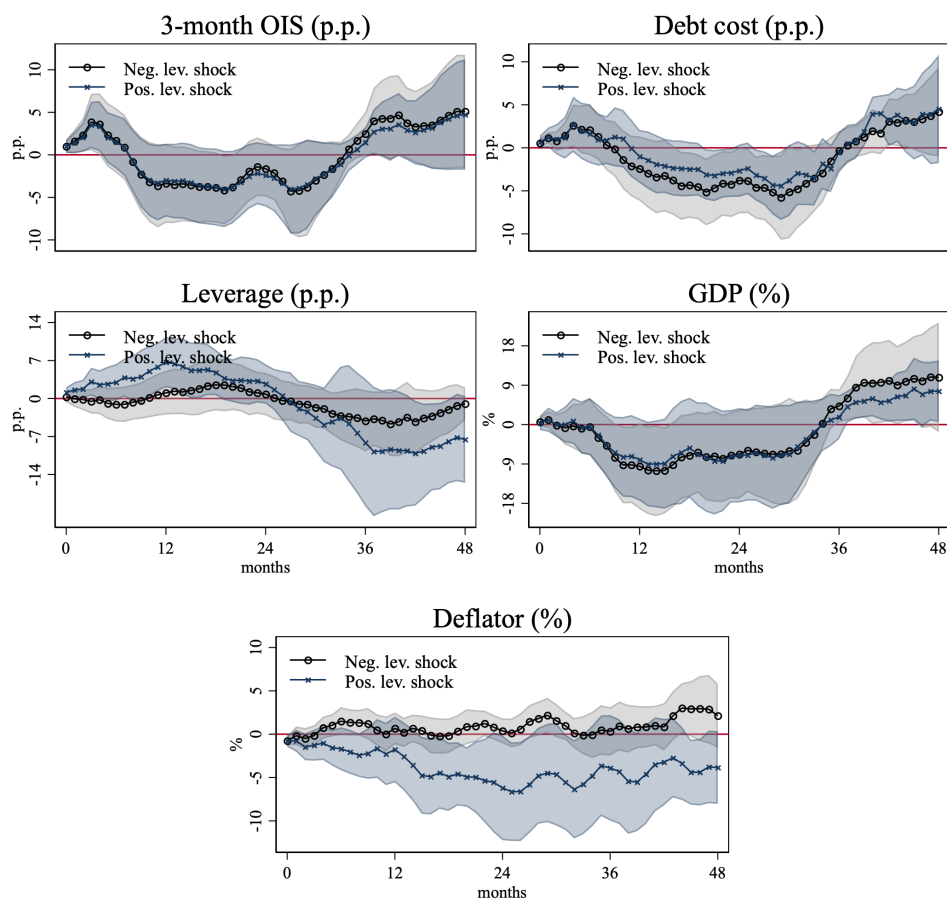 3-month OIS (p.p.)
Neg. lev. shock
Pos. lev. shock
p.p.
10
5
0
-5
-10
Debt cost (p.p.)
Neg. lev. shock
Pos. lev. shock
p.p.
10
5
0
-5
-10
Leverage (p.p.)
Neg. lev. shock
Pos. lev. shock
p.p.
14
7
0
-7
-14
0 12 24 36 48
months
GDP (%)
Neg. lev. shock
Pos. lev. shock
%
18
9
0
-9
-18
0 12 24 36 48
months
Deflator (%)
Neg. lev. shock
Pos. lev. shock
%
10
5
0
-5
-10
0 12 24 36 48
months